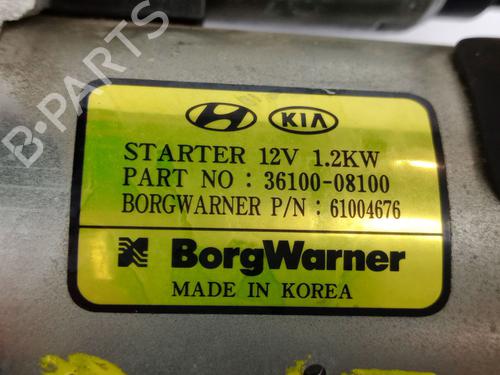 B-PARTS
KIA
STARTER 12V 1.2KW
PART NO : 36100-08100
BORGWARNER P/N : 61004676
BorgWarner
MADE IN KOREA